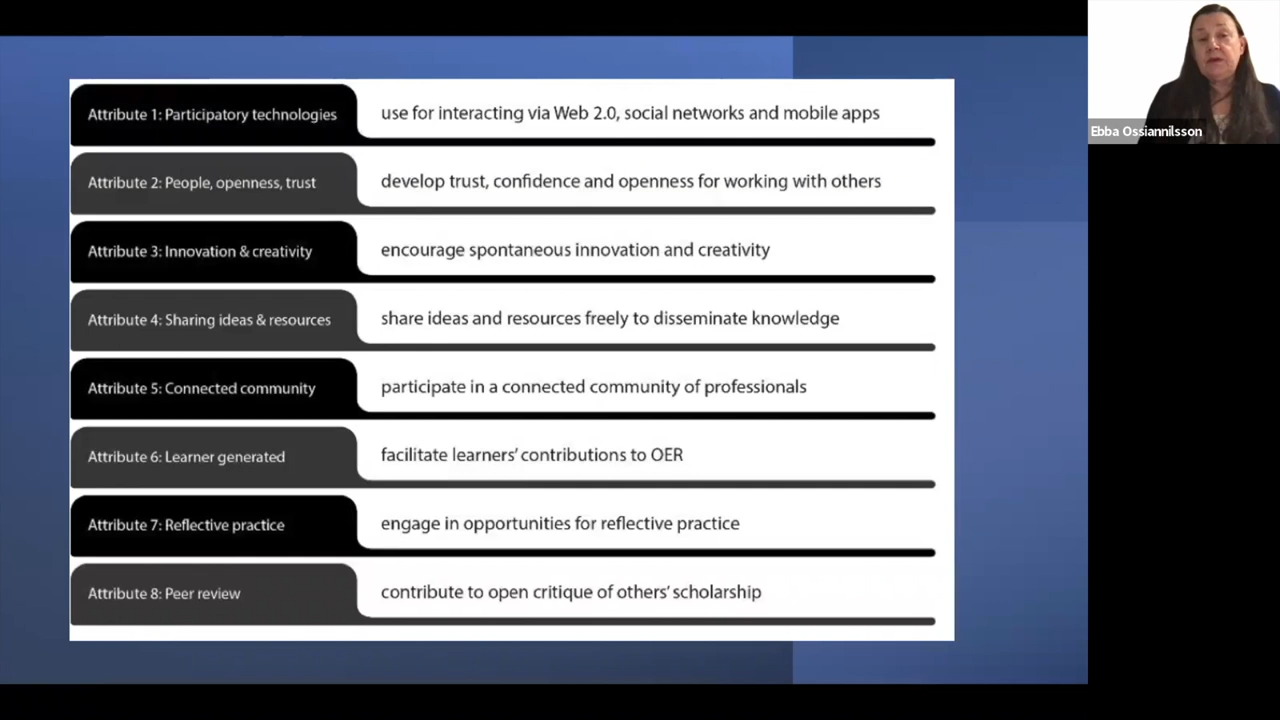 Attribute 1: Participatory technologies use for interacting via Web 2.0, social networks and mobile apps
Attribute 2: People, openness, trust develop trust, confidence and openness for working with others
Attribute 3: Innovation & creativity encourage spontaneous innovation and creativity
Attribute 4: Sharing ideas & resources share ideas and resources freely to disseminate knowledge
Attribute 5: Connected community participate in a connected community of professionals
Attribute 6: Learner generated facilitate learners' contributions to OER
Attribute 7: Reflective practice engage in opportunities for reflective practice
Attribute 8: Peer review contribute to open critique of others' scholarship
Ebba Ossiannilsson